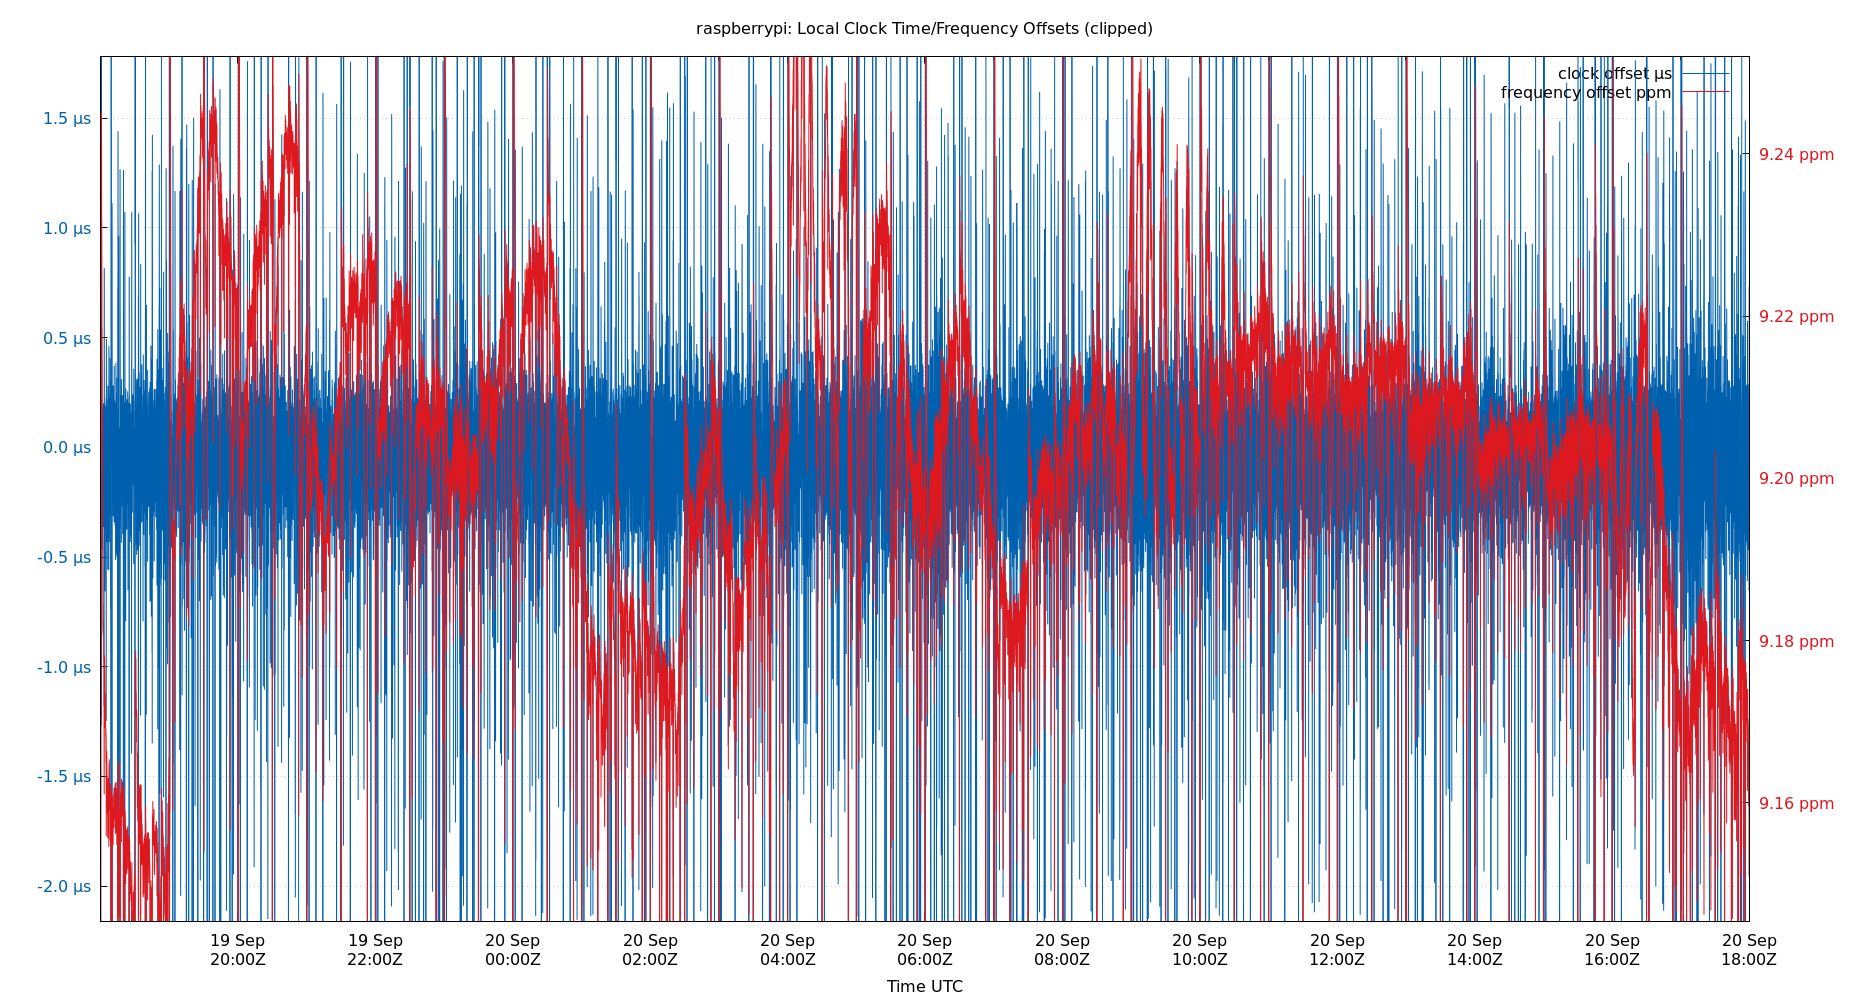 raspberrypi: Local Clock Time/Frequency Offsets (clipped)
clock offset µs
frequency offset ppm
1.5 µs
1.0 µs
0.5 µs
0.0 µs
-0.5 µs
-1.0 µs
-1.5 µs
-2.0 µs
9.24 ppm
9.22 ppm
9.20 ppm
9.18 ppm
9.16 ppm
19 Sep 19 Sep 20 Sep 20 Sep 20 Sep 20 Sep 20 Sep 20 Sep 20 Sep 20 Sep 20 Sep 20 Sep
20:00Z 22:00Z 00:00Z 02:00Z 04:00Z 06:00Z 08:00Z 10:00Z 12:00Z 14:00Z 16:00Z 18:00Z
Time UTC